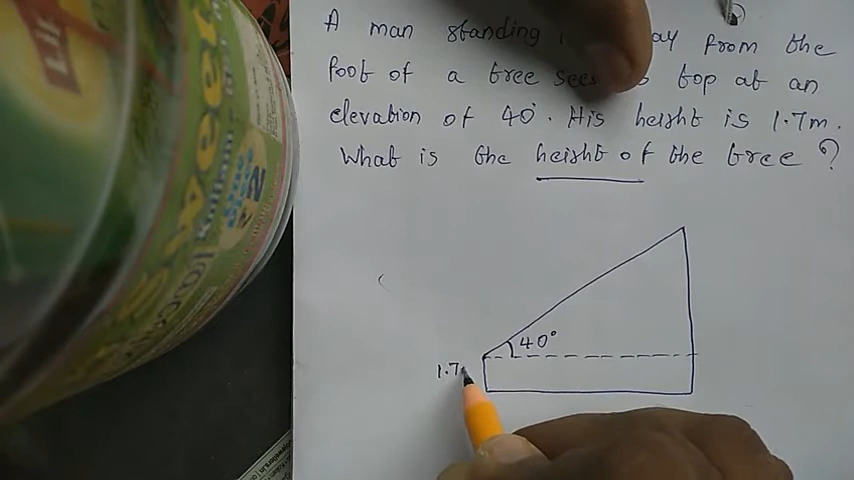 A man standing ay from the
foot of a tree sees top at an
elevation of 40°. His height is 1.7m.
What is the height of the tree ?
40°
1.7